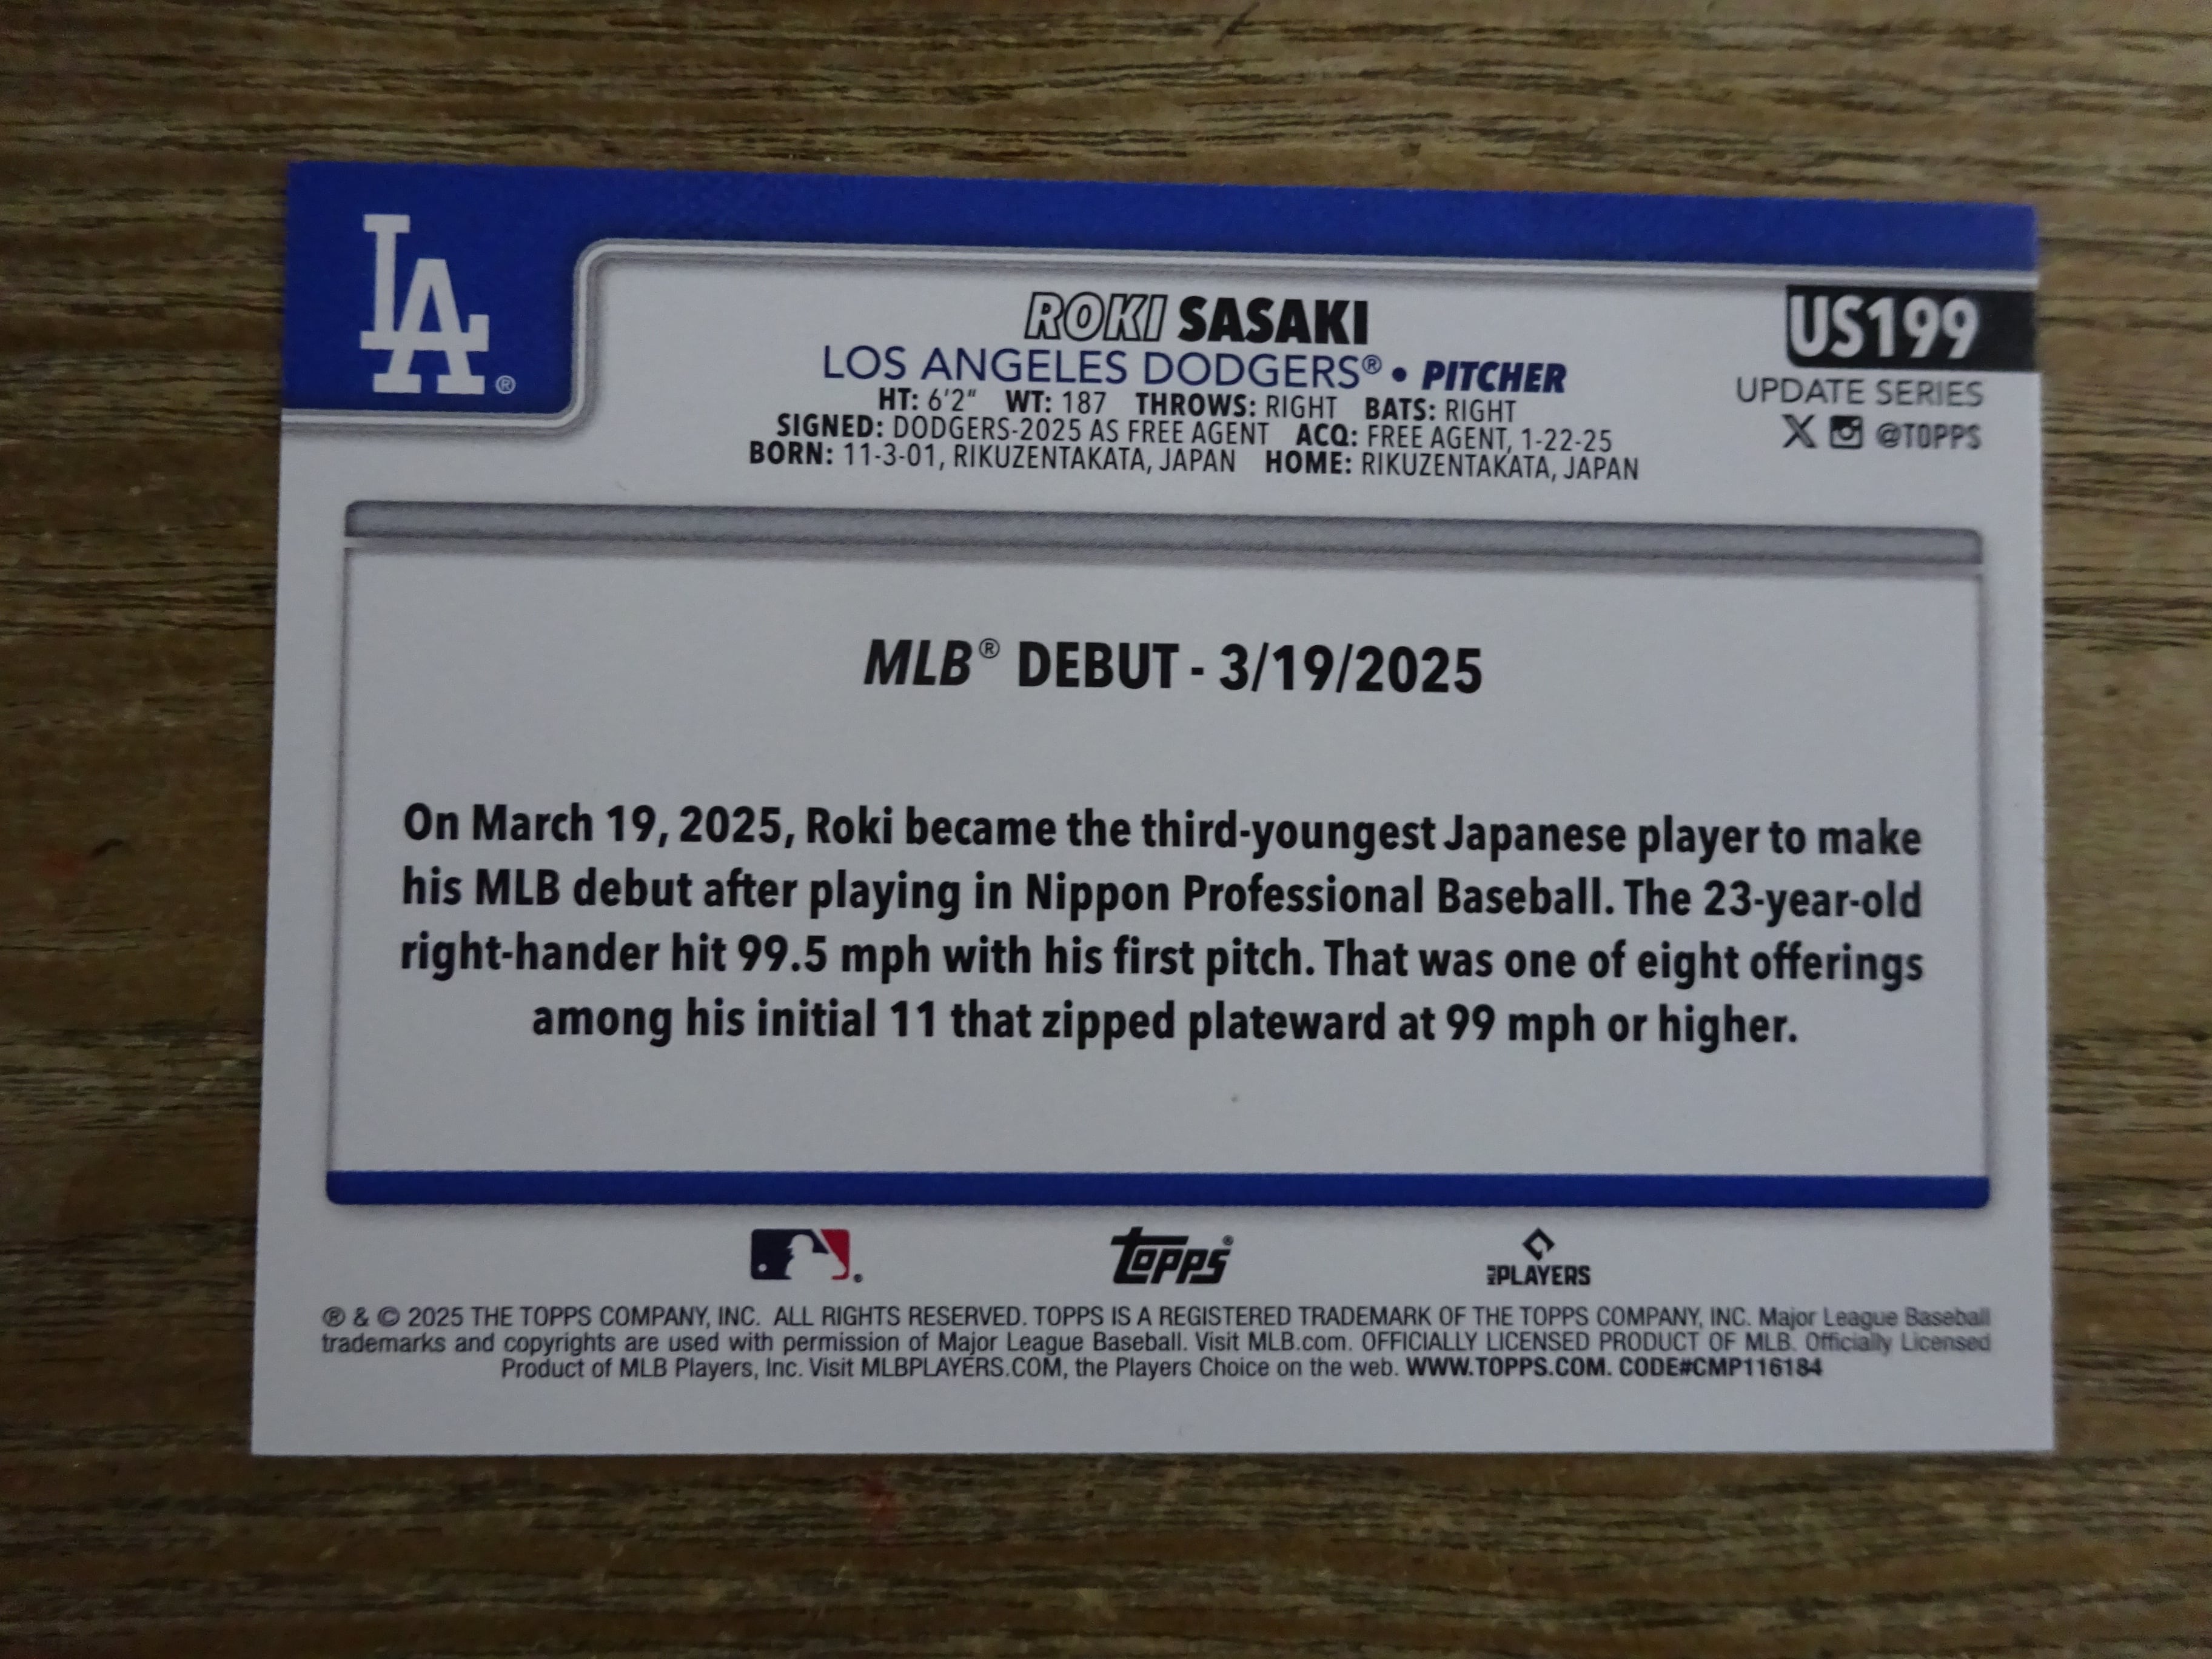 LA®
ROKI SASAKI
LOS ANGELES DODGERS® • PITCHER
HT: 6'2" WT: 187 THROWS: RIGHT BATS: RIGHT
SIGNED: DODGERS-2025 AS FREE AGENT ACQ: FREE AGENT, 1-22-25
BORN: 11-3-01, RIKUZENTAKATA, JAPAN HOME: RIKUZENTAKATA, JAPAN
US199
UPDATE SERIES
X @TOPPS
MLB® DEBUT - 3/19/2025
On March 19, 2025, Roki became the third-youngest Japanese player to make
his MLB debut after playing in Nippon Professional Baseball. The 23-year-old
right-hander hit 99.5 mph with his first pitch. That was one of eight offerings
among his initial 11 that zipped plateward at 99 mph or higher.
Topps®
MLB PLAYERS
® & © 2025 THE TOPPS COMPANY, INC. ALL RIGHTS RESERVED. TOPPS IS A REGISTERED TRADEMARK OF THE TOPPS COMPANY, INC. Major League Baseball
trademarks and copyrights are used with permission of Major League Baseball. Visit MLB.com. OFFICIALLY LICENSED PRODUCT OF MLB. Officially Licensed
Product of MLB Players, Inc. Visit MLBPLAYERS.COM, the Players Choice on the web. WWW.TOPPS.COM. CODE#CMP116184